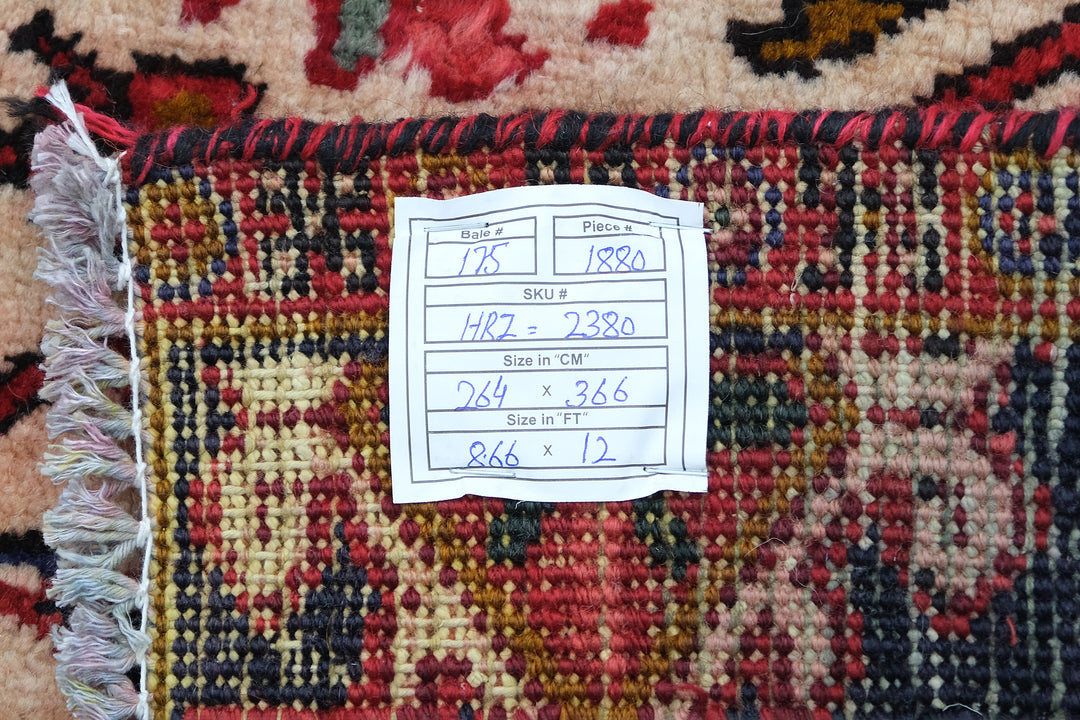 Bale # Piece #
175 1880
SKU #
HRZ = 2380
Size in "CM"
264 x 366
Size in "FT"
8.66 x 12